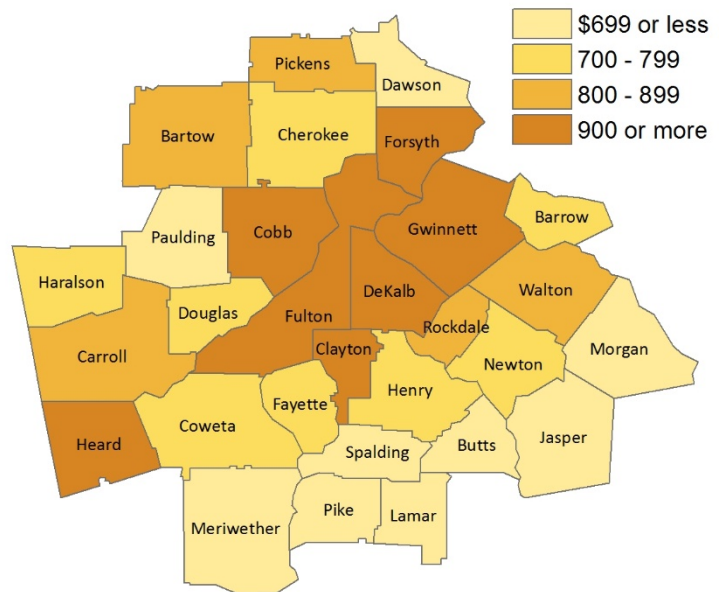 $699 or less
700 - 799
800 - 899
900 or more
Pickens
Dawson
Bartow
Cherokee
Forsyth
Paulding
Cobb
Gwinnett
Barrow
Haralson
Douglas
Fulton
DeKalb
Walton
Rockdale
Carroll
Clayton
Morgan
Newton
Henry
Fayette
Coweta
Heard
Spalding
Butts
Jasper
Meriwether
Pike
Lamar